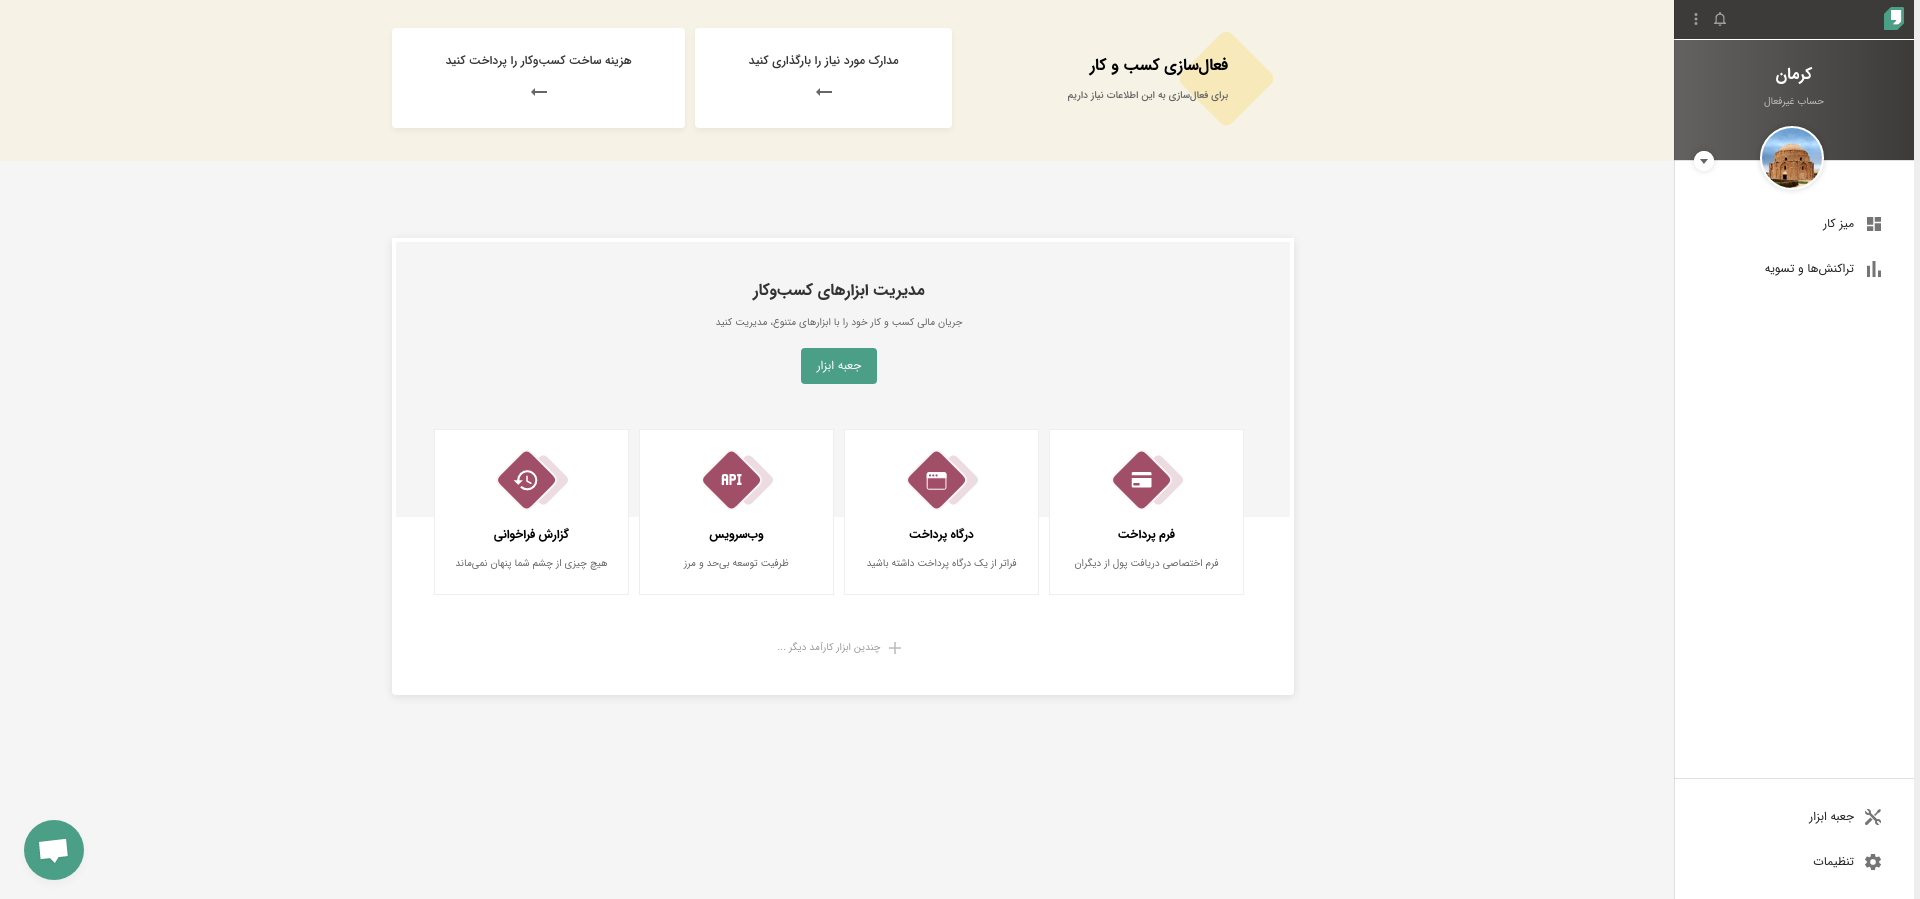 کرمان
حساب غیرفعال
میز کار
تراکنش‌ها و تسویه
جعبه ابزار
تنظیمات
فعال‌سازی کسب و کار
برای فعال‌سازی به این اطلاعات نیاز داریم
مدارک مورد نیاز را بارگذاری کنید
هزینه ساخت کسب‌وکار را پرداخت کنید
مدیریت ابزارهای کسب‌وکار
جریان مالی کسب و کار خود را با ابزارهای متنوع، مدیریت کنید
جعبه ابزار
فرم پرداخت
فرم اختصاصی دریافت پول از دیگران
درگاه پرداخت
فراتر از یک درگاه پرداخت داشته باشید
API
وب‌سرویس
ظرفیت توسعه بی‌حد و مرز
گزارش فراخوانی
هیچ چیزی از چشم شما پنهان نمی‌ماند
چندین ابزار کارآمد دیگر ...